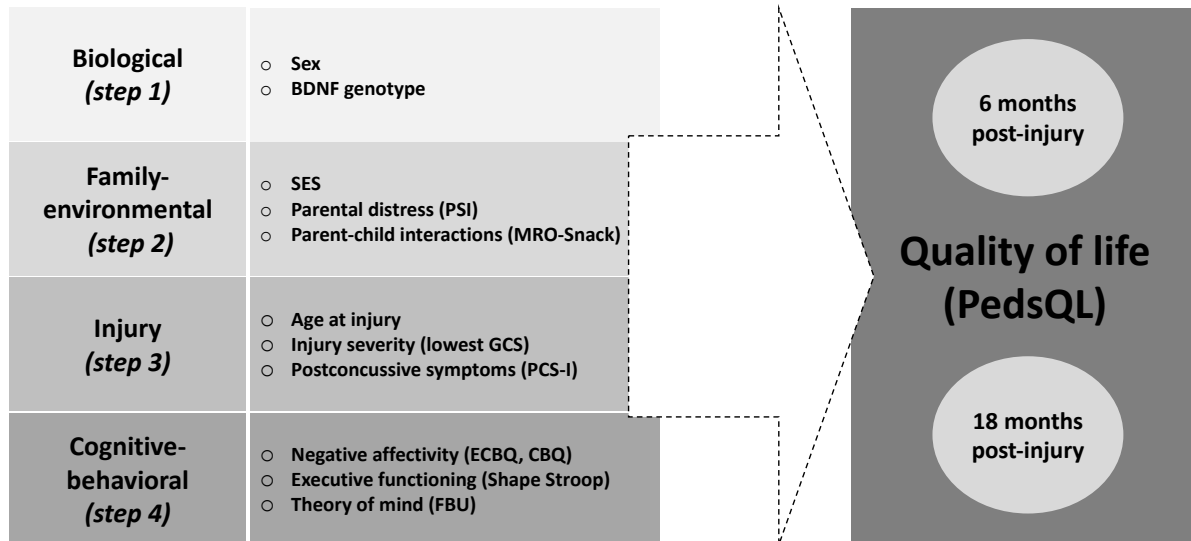 Biological
(step 1)
○ Sex
○ BDNF genotype
Family-
environmental
(step 2)
○ SES
○ Parental distress (PSI)
○ Parent-child interactions (MRO-Snack)
Injury
(step 3)
○ Age at injury
○ Injury severity (lowest GCS)
○ Postconcussive symptoms (PCS-I)
Cognitive-
behavioral
(step 4)
○ Negative affectivity (ECBQ, CBQ)
○ Executive functioning (Shape Stroop)
○ Theory of mind (FBU)
6 months
post-injury
Quality of life
(PedsQL)
18 months
post-injury